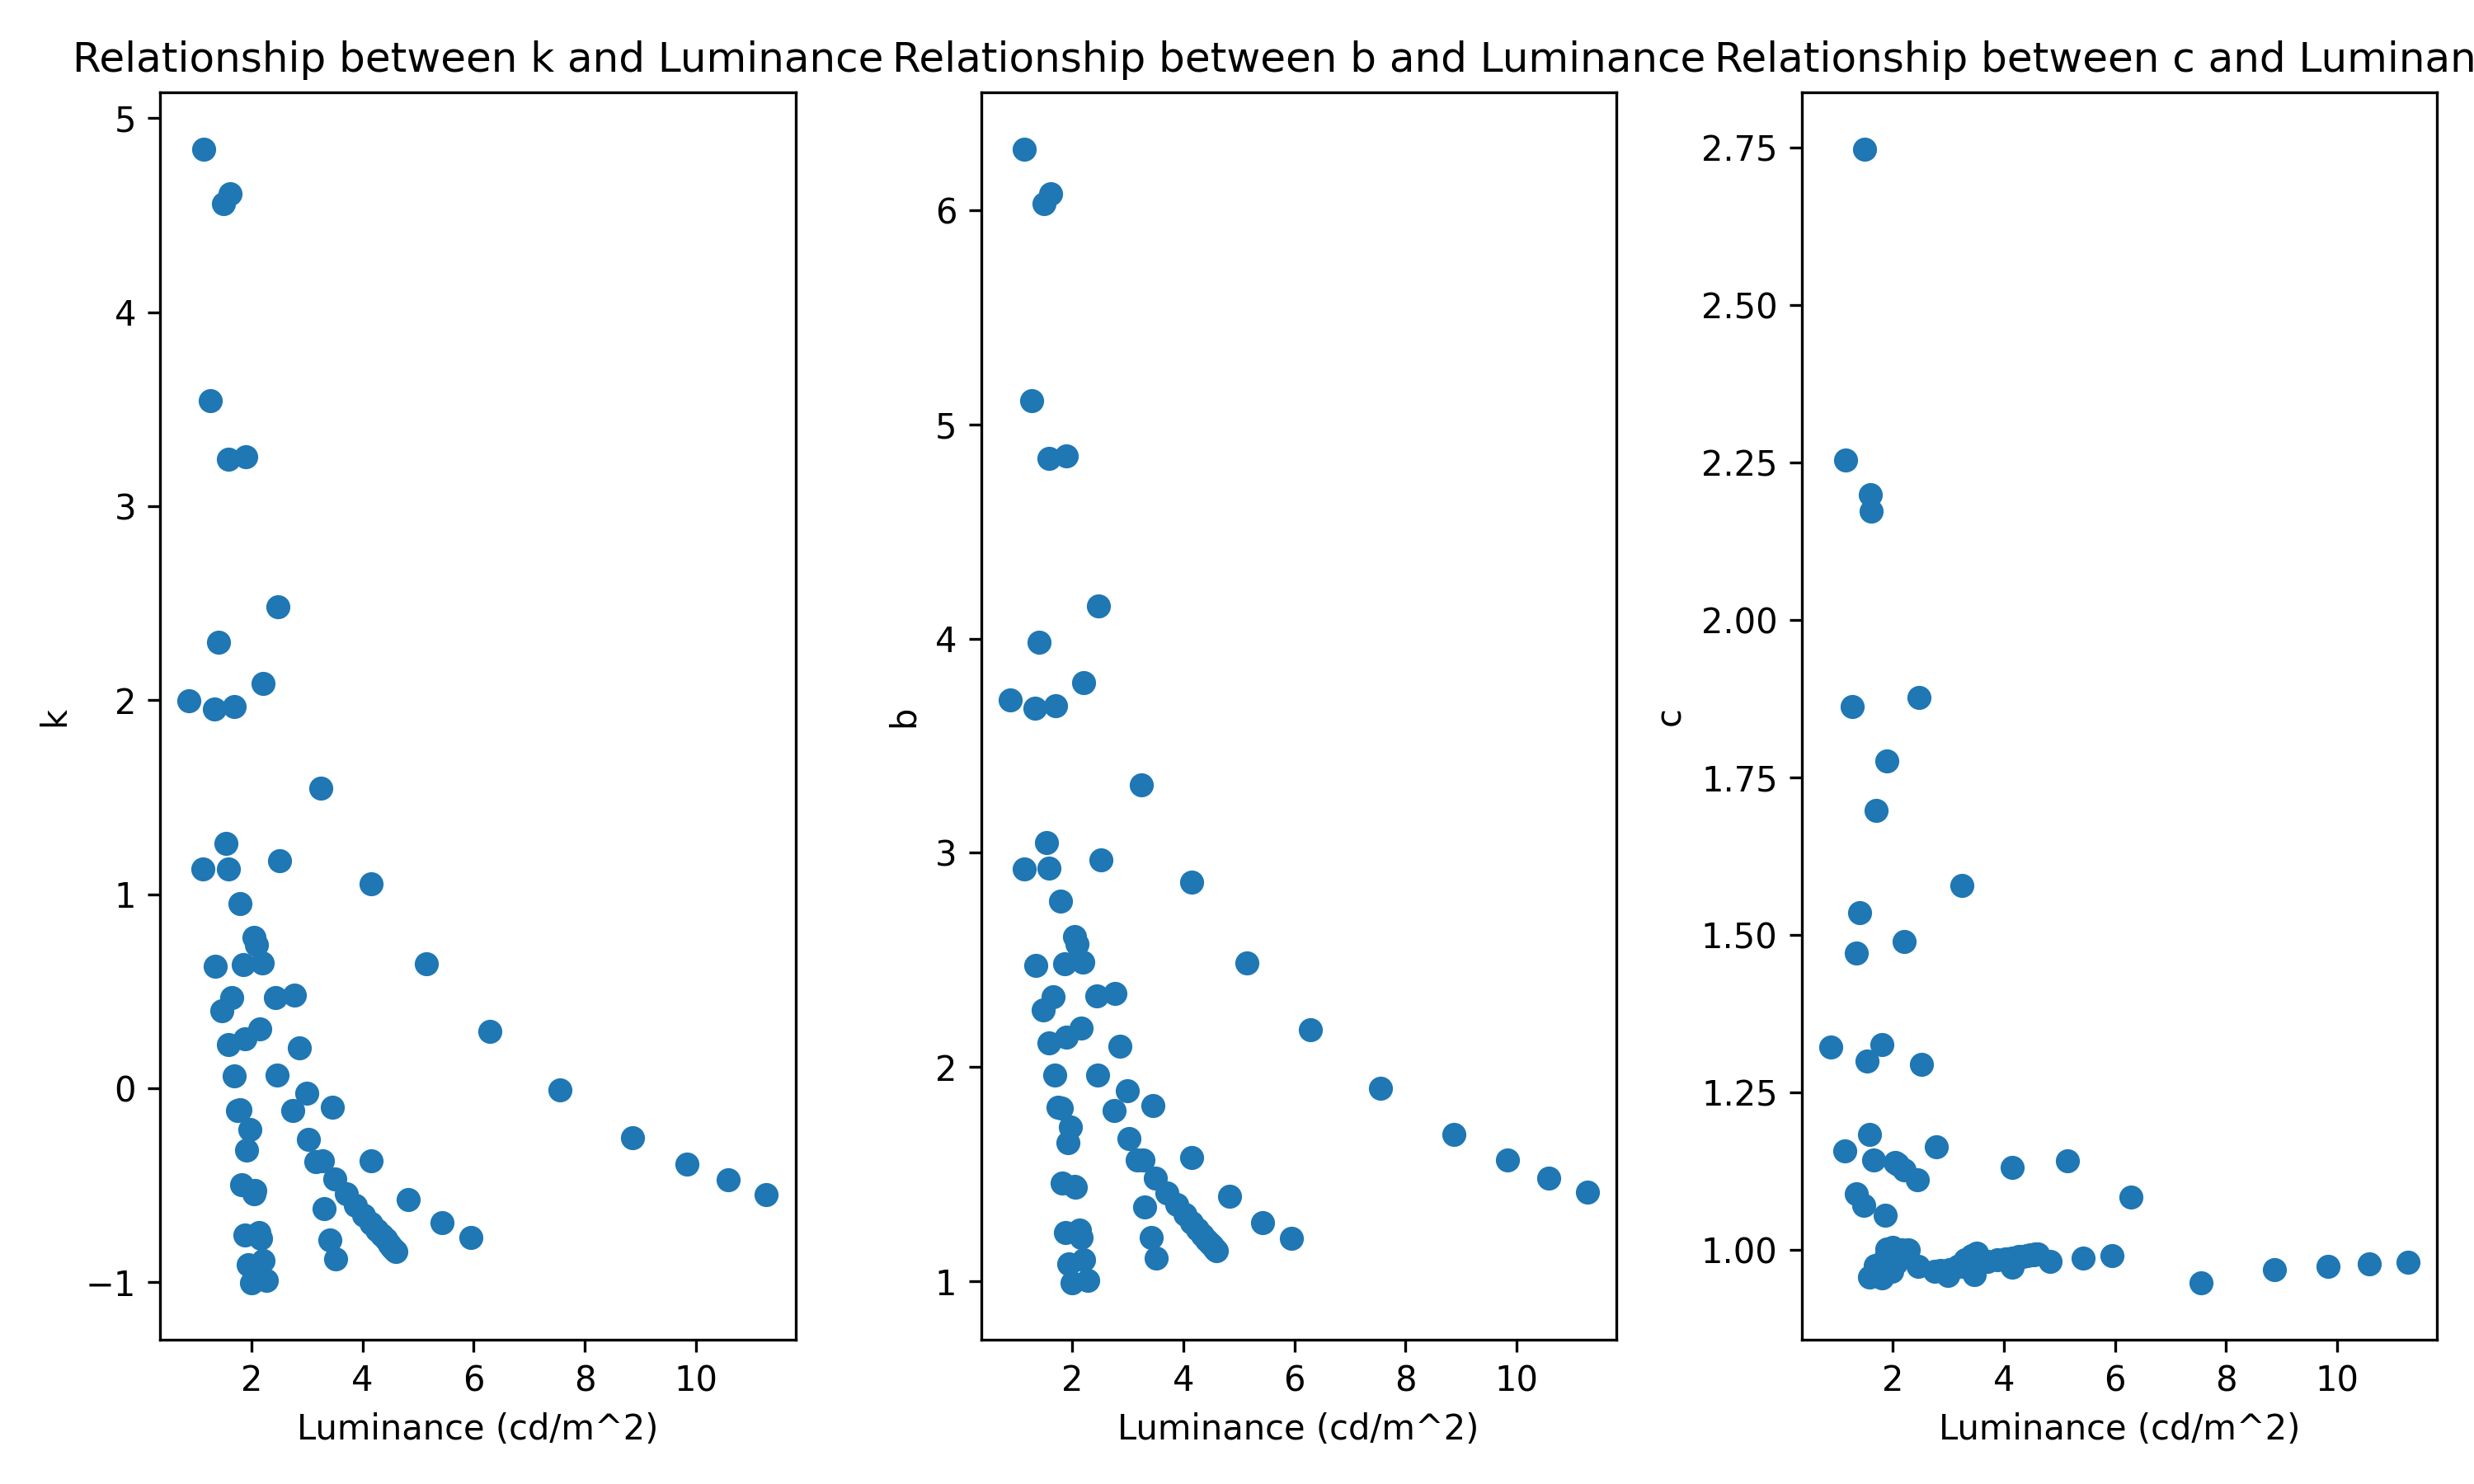 Relationship between k and Luminance
5
4
3
2
1
0
−1
k
2 4 6 8 10
Luminance (cd/m^2)
Relationship between b and Luminance
6
5
4
3
2
1
b
2 4 6 8 10
Luminance (cd/m^2)
Relationship between c and Luminan
2.75
2.50
2.25
2.00
1.75
1.50
1.25
1.00
c
2 4 6 8 10
Luminance (cd/m^2)